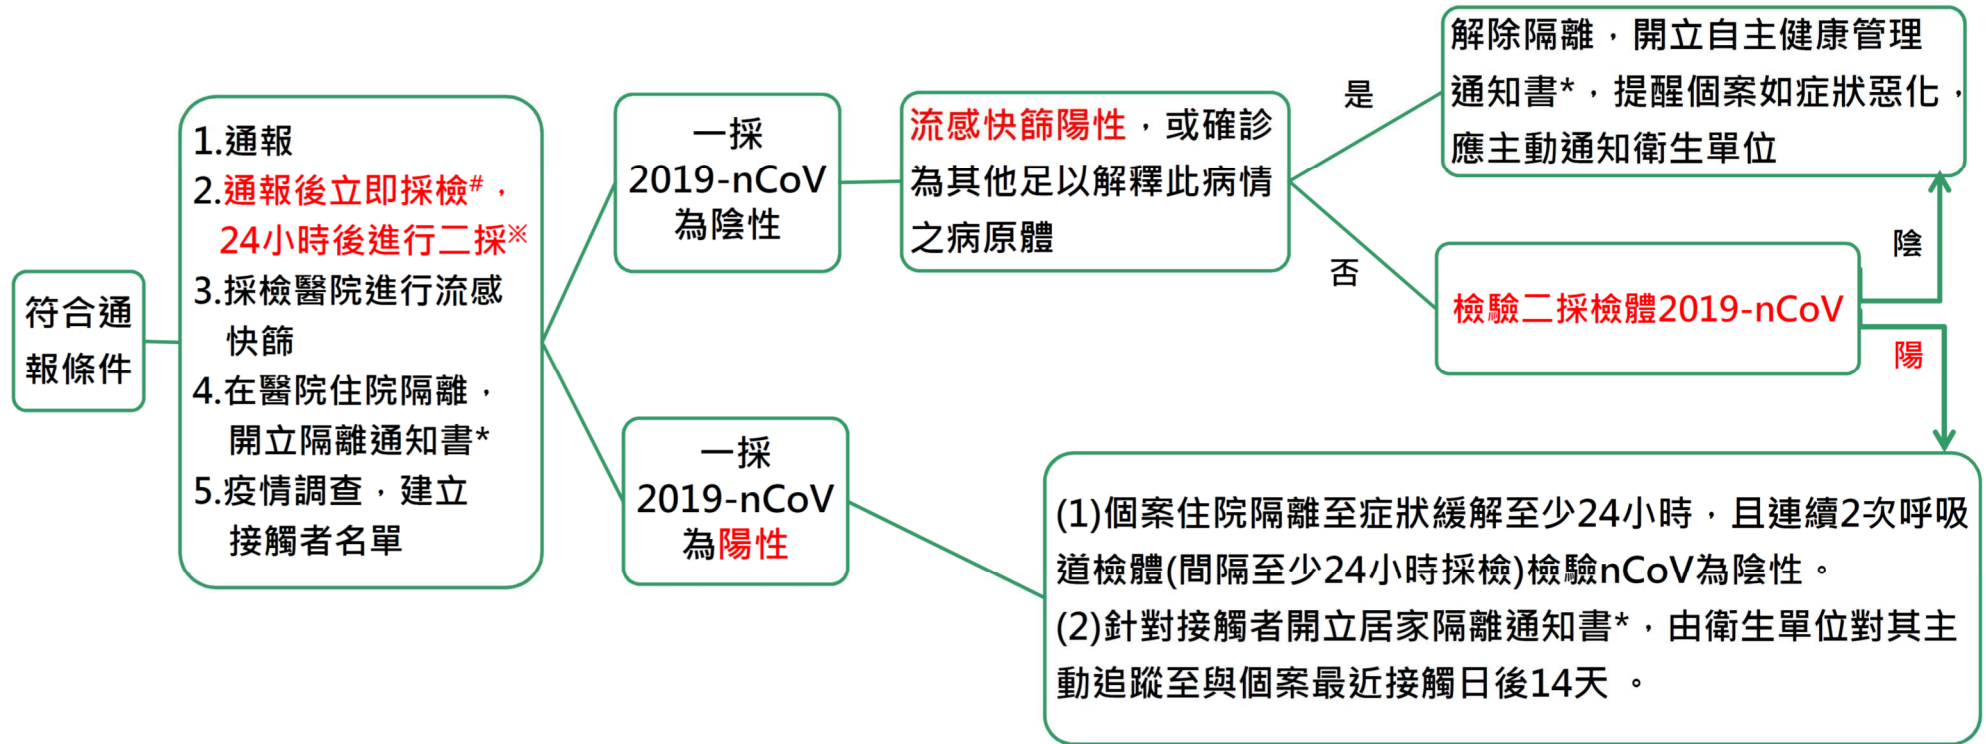 符合通
報條件
1.通報
2.通報後立即採檢#，
24小時後進行二採※
3.採檢醫院進行流感
快篩
4.在醫院住院隔離，
開立隔離通知書*
5.疫情調查，建立
接觸者名單
一採
2019-nCoV
為陰性
流感快篩陽性，或確診
為其他足以解釋此病情
之病原體
是
解除隔離，開立自主健康管理
通知書*，提醒個案如症狀惡化，
應主動通知衛生單位
否
檢驗二採檢體2019-nCoV
陰
陽
一採
2019-nCoV
為陽性
(1)個案住院隔離至症狀緩解至少24小時，且連續2次呼吸
道檢體(間隔至少24小時採檢)檢驗nCoV為陰性。
(2)針對接觸者開立居家隔離通知書*，由衛生單位對其主
動追蹤至與個案最近接觸日後14天 。